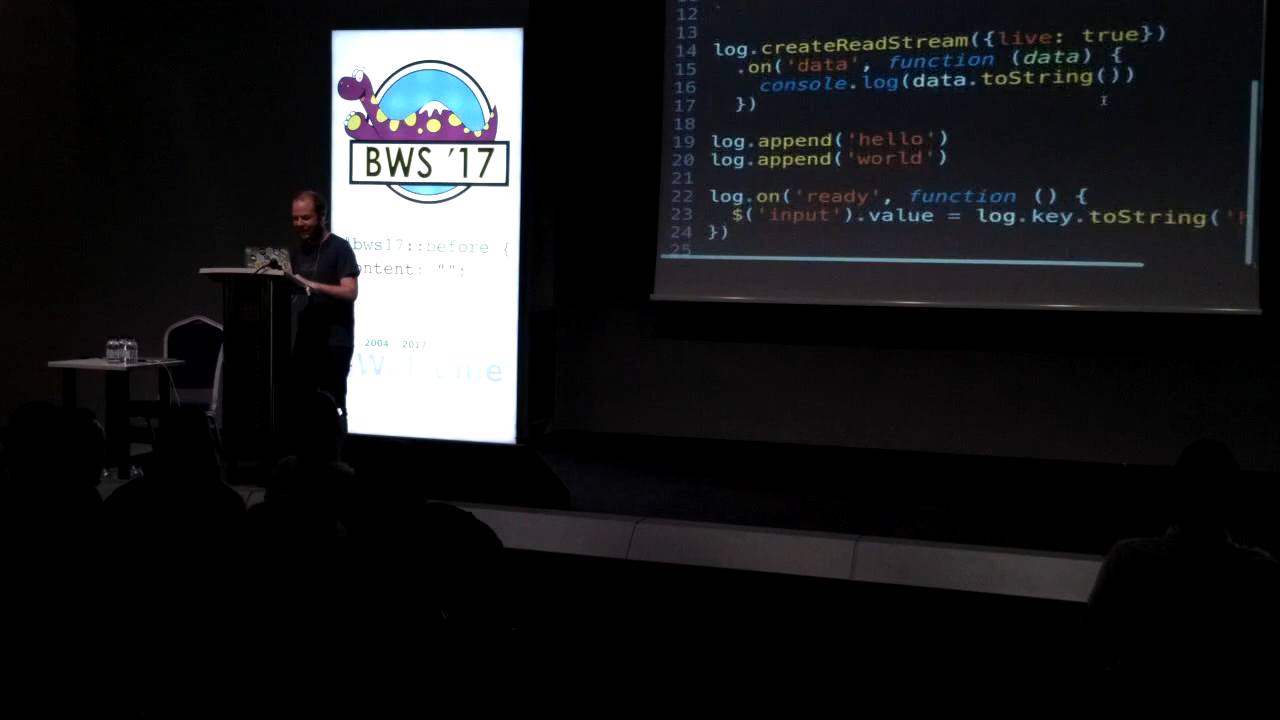 BWS '17
bws17::before {
content: "";
2004 2017
12
13
14 log.createReadStream({live: true})
15 .on('data', function (data) {
16 console.log(data.toString())
17 })
18
19 log.append('hello')
20 log.append('world')
21
22 log.on('ready', function () {
23 $('input').value = log.key.toString('h
24 })
25